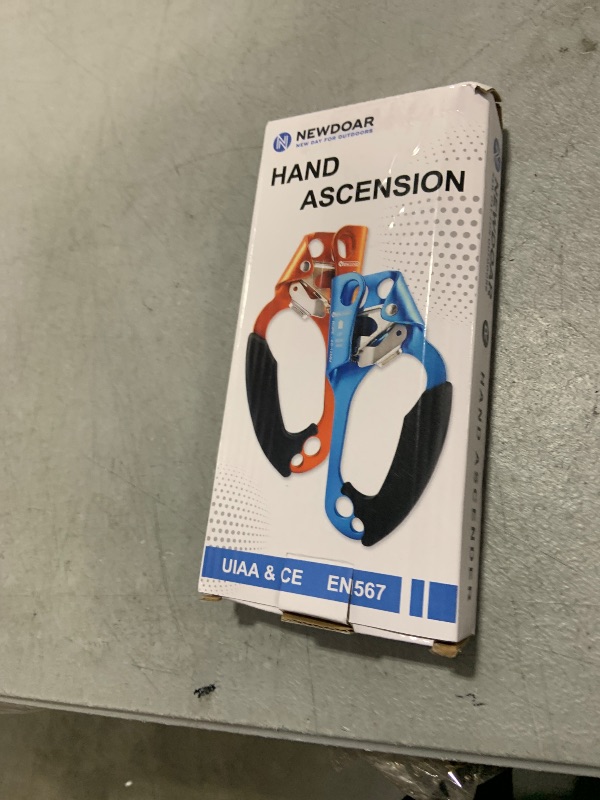 NEWDOAR
NEW DAY FOR OUTDOORS
HAND
ASCENSION
UIAA & CE EN567
NEWDOAR
HAND ASCENDER